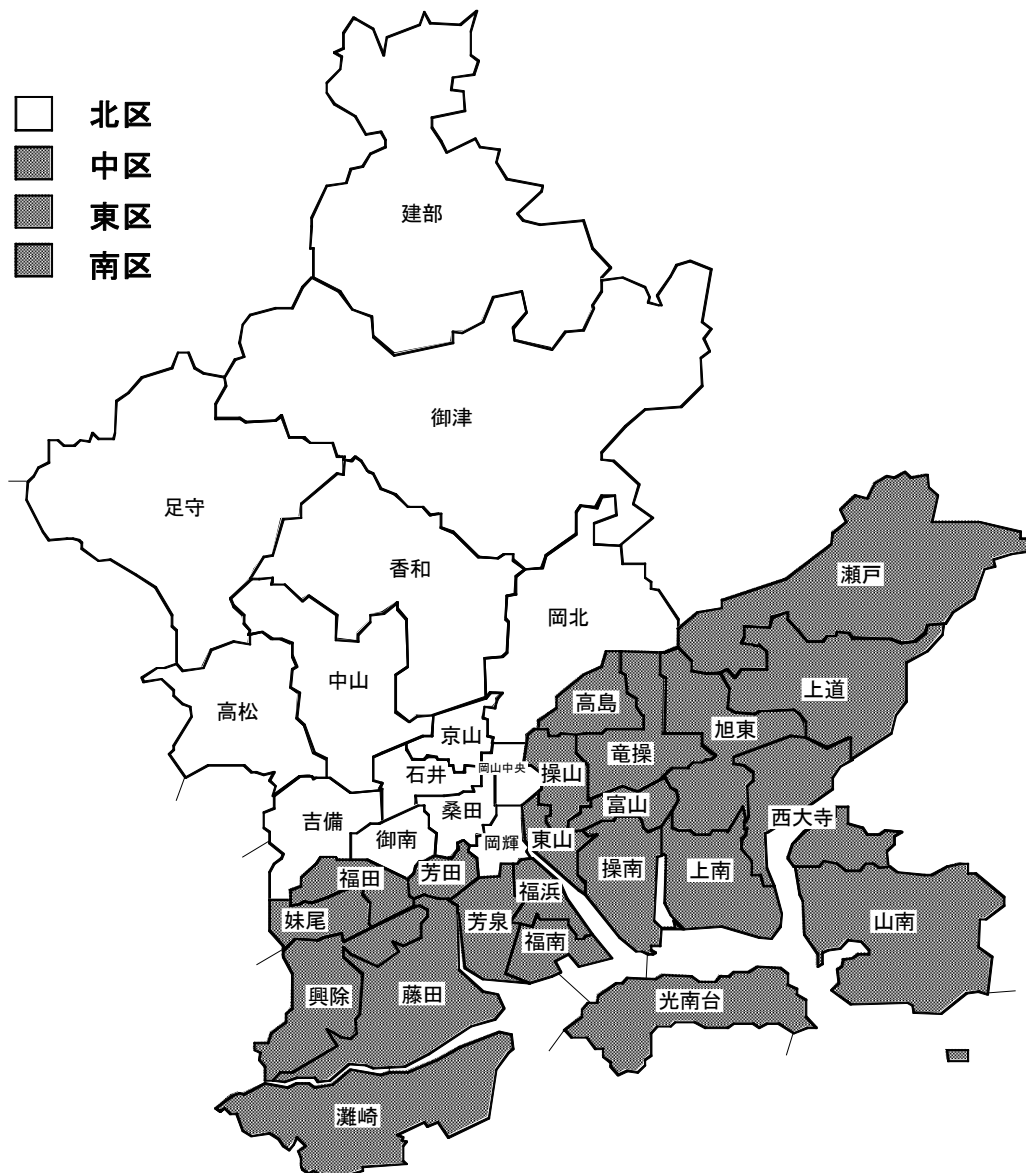 北区
中区
東区
南区
建部
御津
足守
香和
岡北
瀬戸
中山
高松
高島
上道
旭東
京山
竜操
石井
岡山中央
操山
桑田
富山
吉備
西大寺
御南
岡輝
東山
福田
芳田
操南
上南
福浜
妹尾
芳泉
福南
山南
興除
藤田
光南台
灘崎